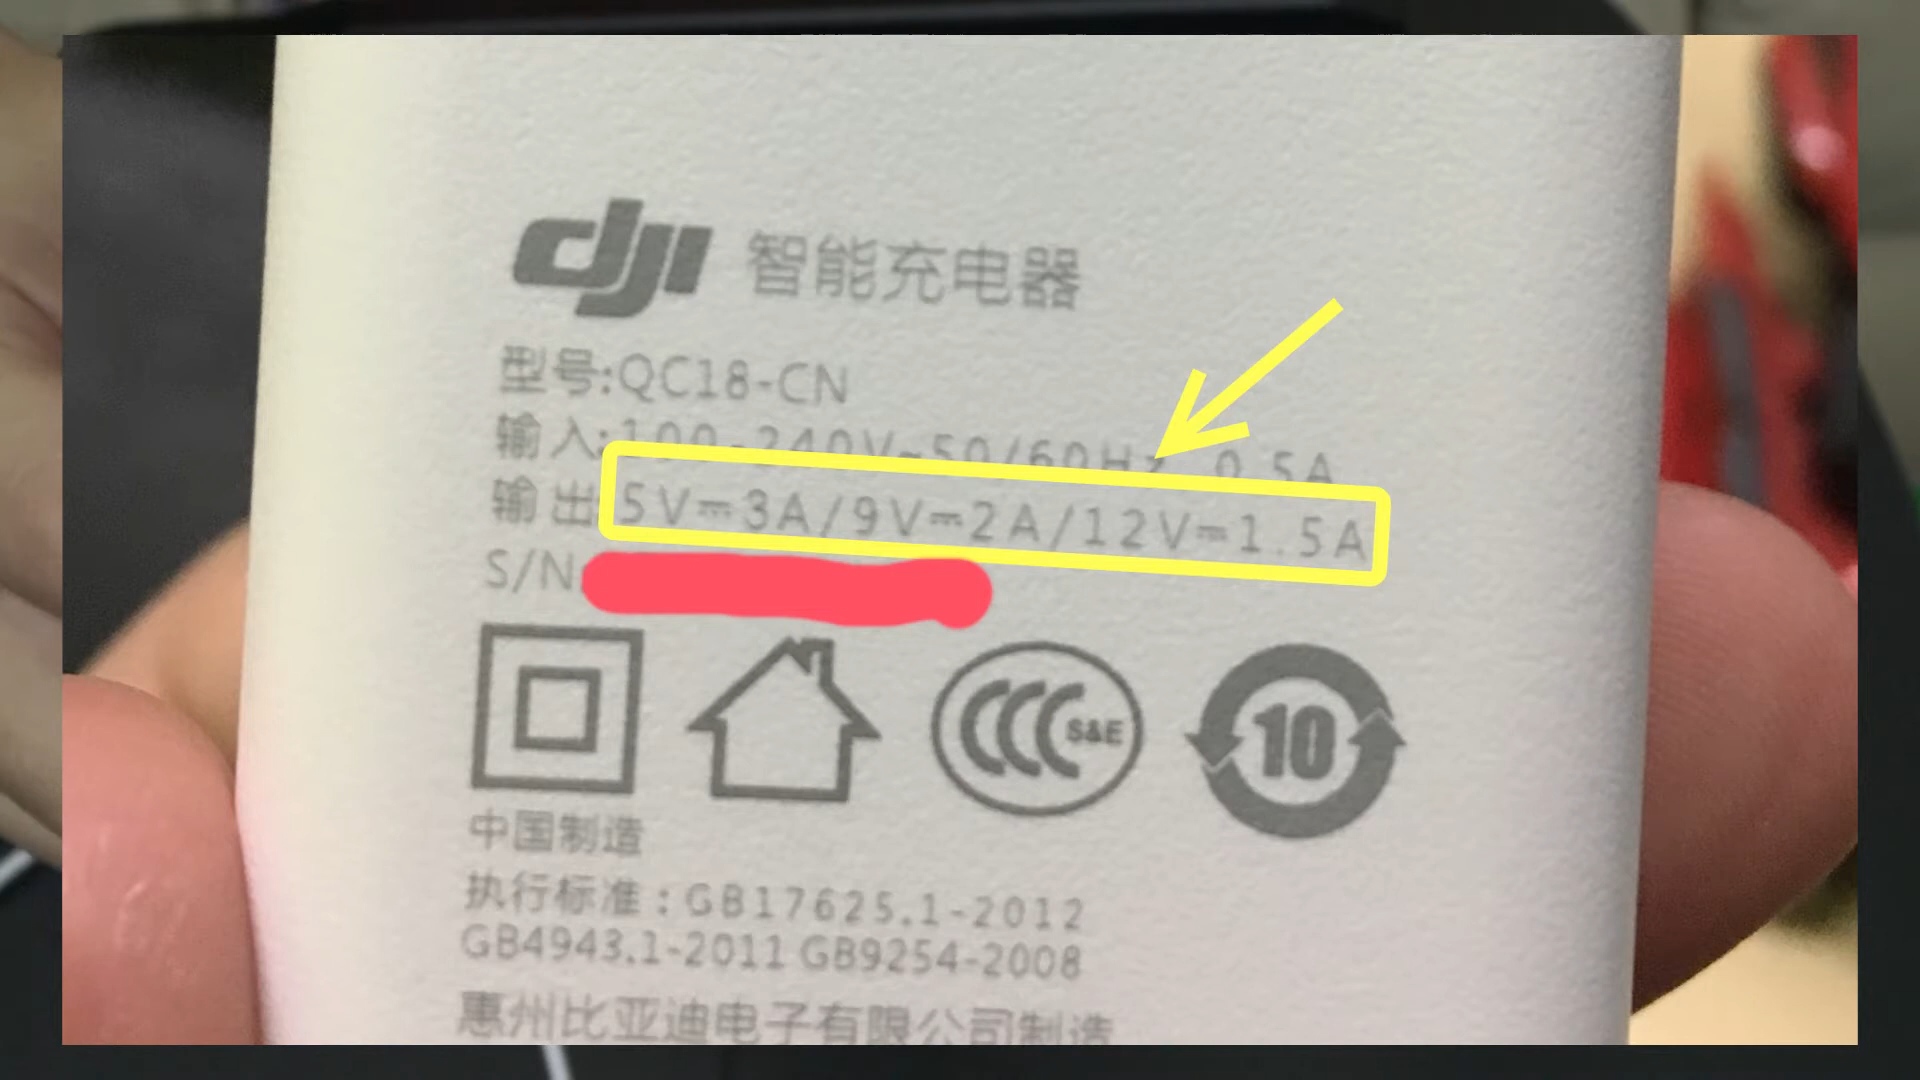 dji 智能充电器
型号:QC18-CN
输入:100-240V~50/60Hz 0.5A
输出:5V⎓3A/9V⎓2A/12V⎓1.5A
S/N
CCC S&E
10
中国制造
执行标准:GB17625.1-2012
GB4943.1-2011 GB9254-2008
惠州比亚迪电子有限公司制造